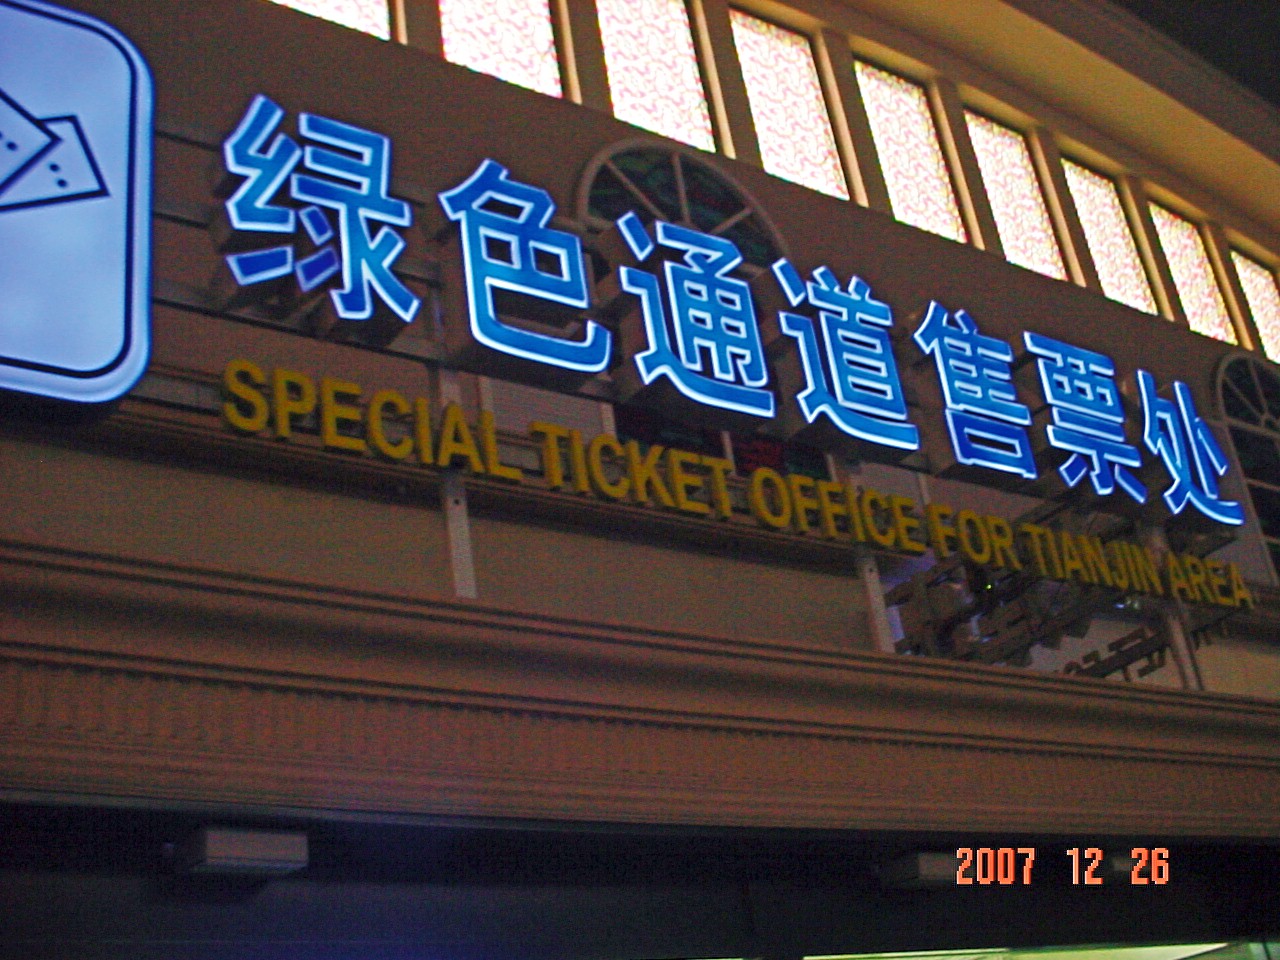 绿色通道售票处
SPECIAL TICKET OFFICE FOR TIANJIN AREA
2007 12 26